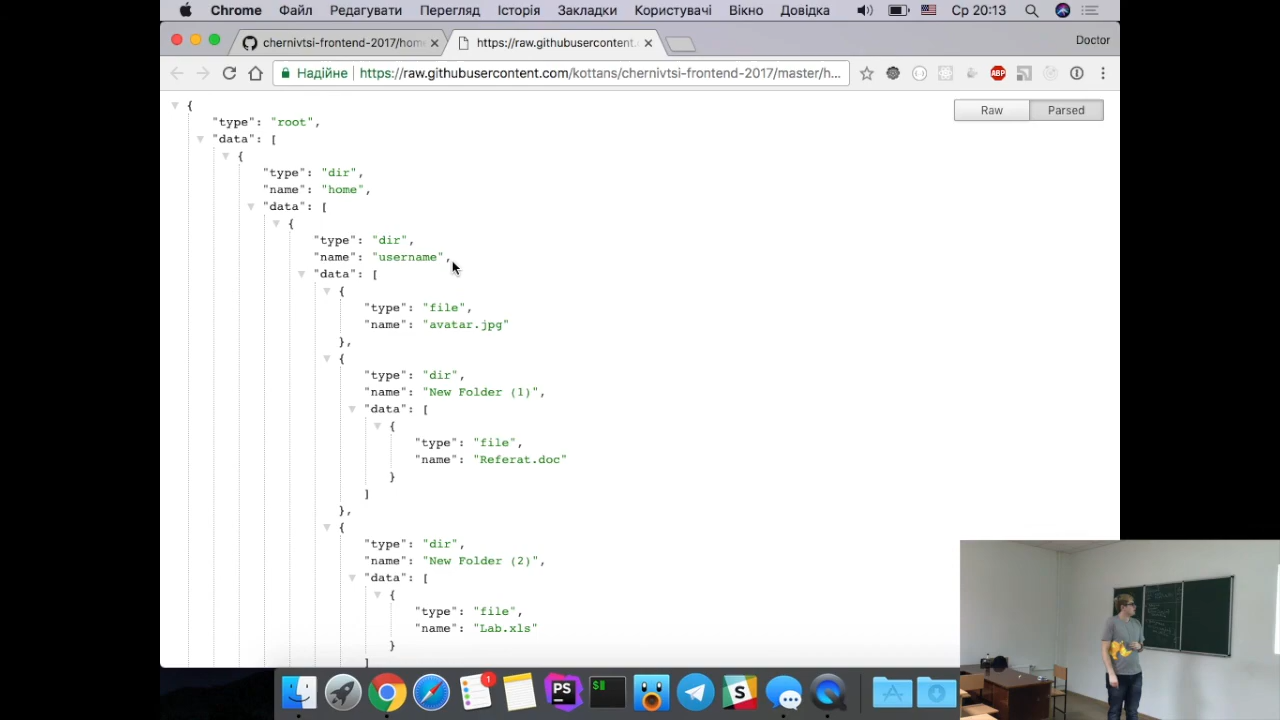 Chrome Файл Редагувати Перегляд Історія Закладки Користувачі Вікно Довідка Ср 20:13
chernivtsi-frontend-2017/hom
https://raw.githubusercontent.
Doctor
Надійне https://raw.githubusercontent.com/kottans/chernivtsi-frontend-2017/master/h...
ABP
Raw Parsed
{
"type": "root",
"data": [
{
"type": "dir",
"name": "home",
"data": [
{
"type": "dir",
"name": "username",
"data": [
{
"type": "file",
"name": "avatar.jpg"
},
{
"type": "dir",
"name": "New Folder (1)",
"data": [
{
"type": "file",
"name": "Referat.doc"
}
]
},
{
"type": "dir",
"name": "New Folder (2)",
"data": [
{
"type": "file",
"name": "Lab.xls"
}
]
1
PS
$
S